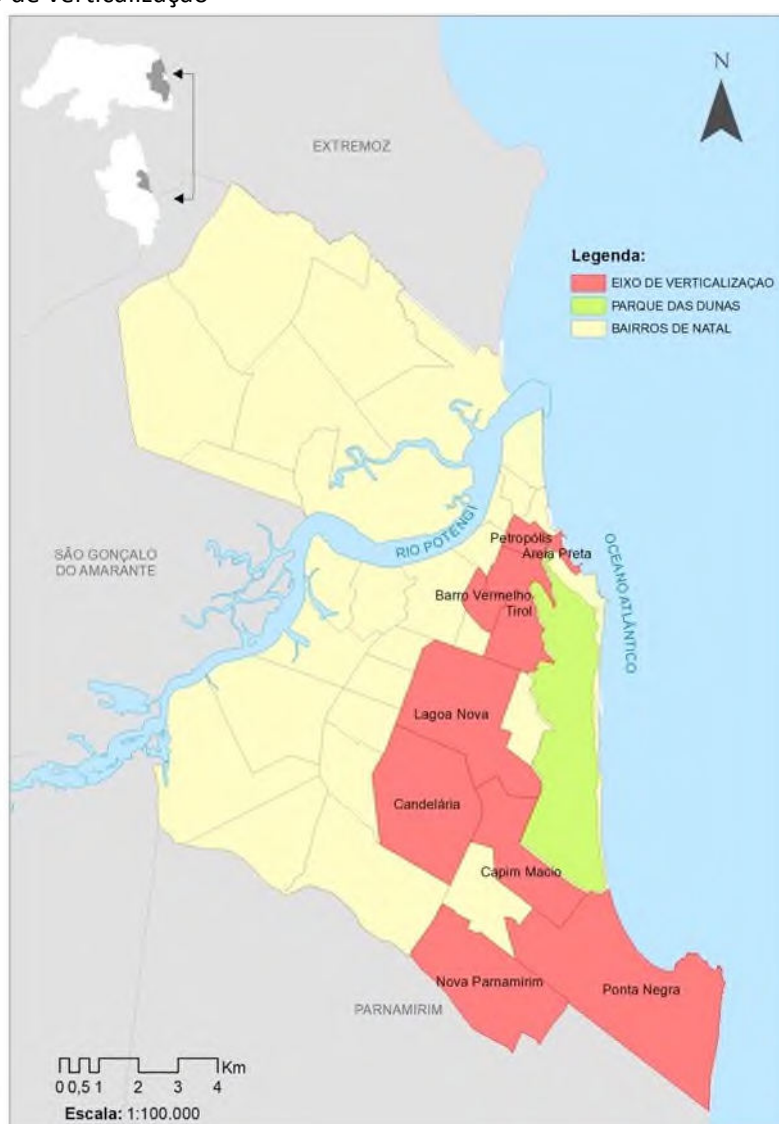 de verticalização
N
EXTREMOZ
Legenda:
EIXO DE VERTICALIZAÇAO
PARQUE DAS DUNAS
BAIRROS DE NATAL
SÃO GONÇALO
DO AMARANTE
RIO POTENGI
OCEANO ATLÂNTICO
Petropólis
Areia Preta
Barro Vermelho
Tirol
Lagoa Nova
Candelária
Capim Macio
Nova Parnamirim
Ponta Negra
PARNAMIRIM
Km
0 0,5 1 2 3 4
Escala: 1:100.000